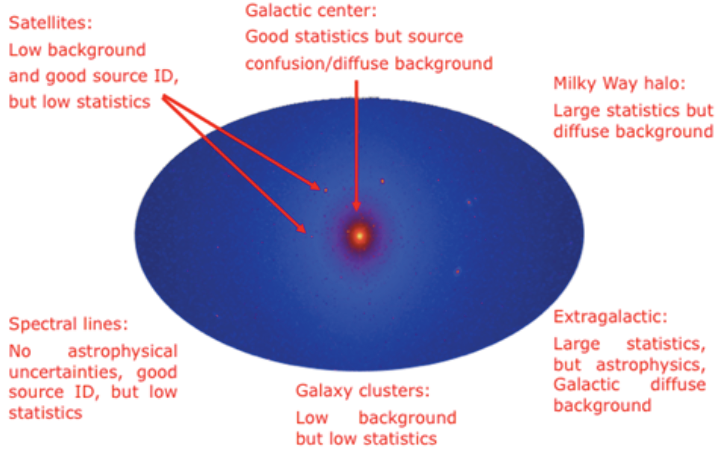 Satellites:
Low background
and good source ID,
but low statistics
Galactic center:
Good statistics but source
confusion/diffuse background
Milky Way halo:
Large statistics but
diffuse background
Spectral lines:
No astrophysical
uncertainties, good
source ID, but low
statistics
Galaxy clusters:
Low background
but low statistics
Extragalactic:
Large statistics,
but astrophysics,
Galactic diffuse
background